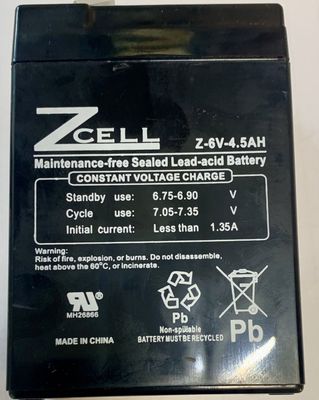 ZCELL
Z-6V-4.5AH
Maintenance-free Sealed Lead-acid Battery
CONSTANT VOLTAGE CHARGE
Standby use: 6.75-6.90 V
Cycle use: 7.05-7.35 V
Initial current: Less than 1.35A
Warning:
Risk of fire, explosion, or burns. Do not disassemble,
heat above the 60°C, or incinerate.
MH26866
Pb
Non-spillable
BATTERY MUST BE RECYCLED
Pb
MADE IN CHINA